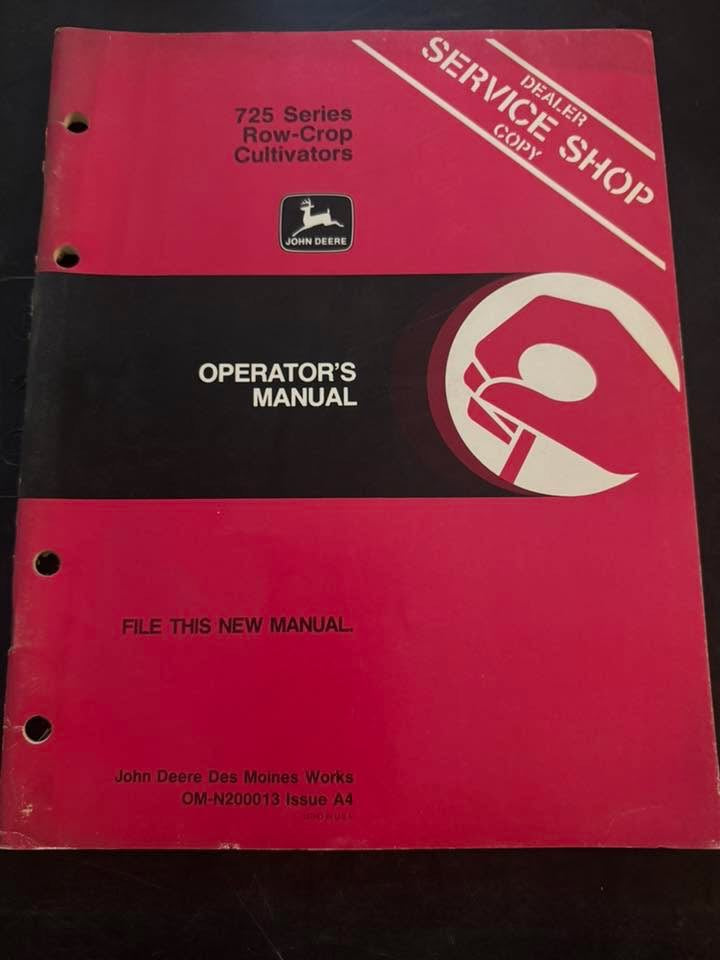 DEALER
SERVICE SHOP
COPY
725 Series
Row-Crop
Cultivators
JOHN DEERE
OPERATOR'S
MANUAL
FILE THIS NEW MANUAL.
John Deere Des Moines Works
OM-N200013 Issue A4